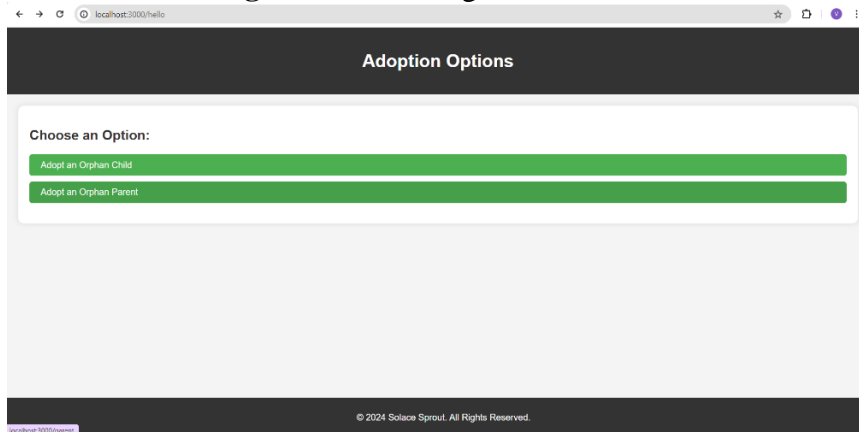 localhost:3000/hello
Adoption Options
Choose an Option:
Adopt an Orphan Child
Adopt an Orphan Parent
© 2024 Solace Sprout. All Rights Reserved.
localhost:3000/parent